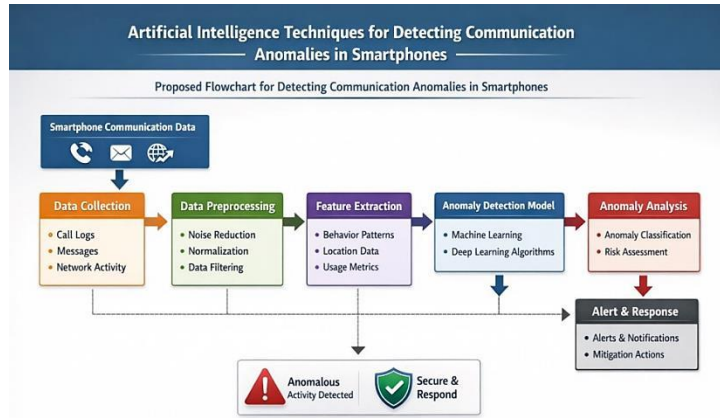 Artificial Intelligence Techniques for Detecting Communication
Anomalies in Smartphones
Proposed Flowchart for Detecting Communication Anomalies in Smartphones
Smartphone Communication Data
Data Collection
• Call Logs
• Messages
• Network Activity
Data Preprocessing
• Noise Reduction
• Normalization
• Data Filtering
Feature Extraction
• Behavior Patterns
• Location Data
• Usage Metrics
Anomaly Detection Model
• Machine Learning
• Deep Learning Algorithms
Anomaly Analysis
• Anomaly Classification
• Risk Assessment
Alert & Response
• Alerts & Notifications
• Mitigation Actions
Anomalous
Activity Detected
Secure &
Respond